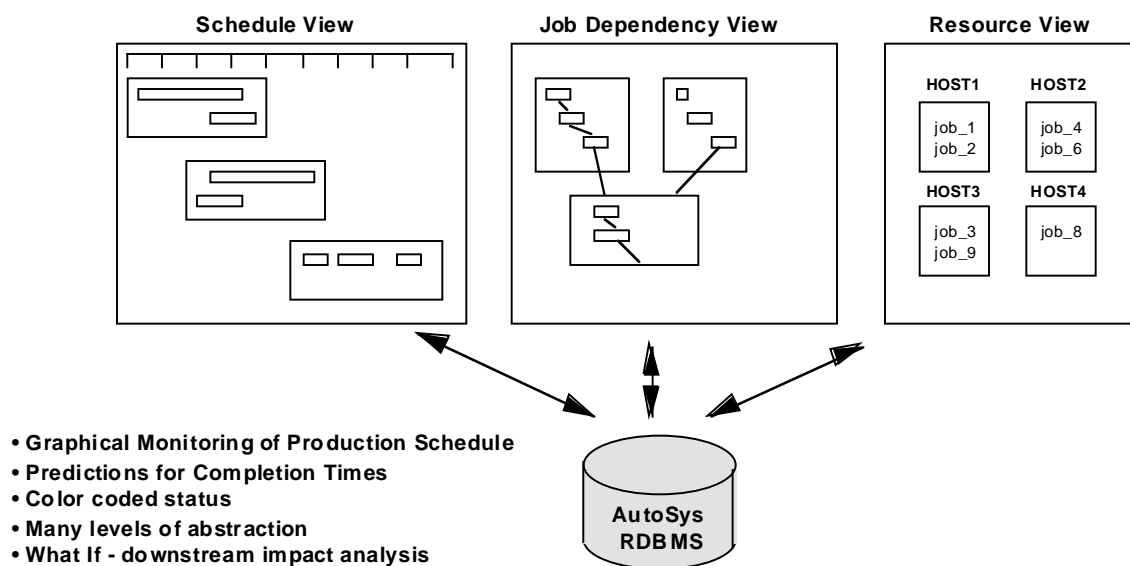 Schedule View
Job Dependency View
Resource View
HOST1
HOST2
job_1
job_2
job_4
job_6
HOST3
HOST4
job_3
job_9
job_8
• Graphical Monitoring of Production Schedule
• Predictions for Completion Times
• Color coded status
• Many levels of abstraction
• What If - downstream impact analysis
AutoSys
RDBMS